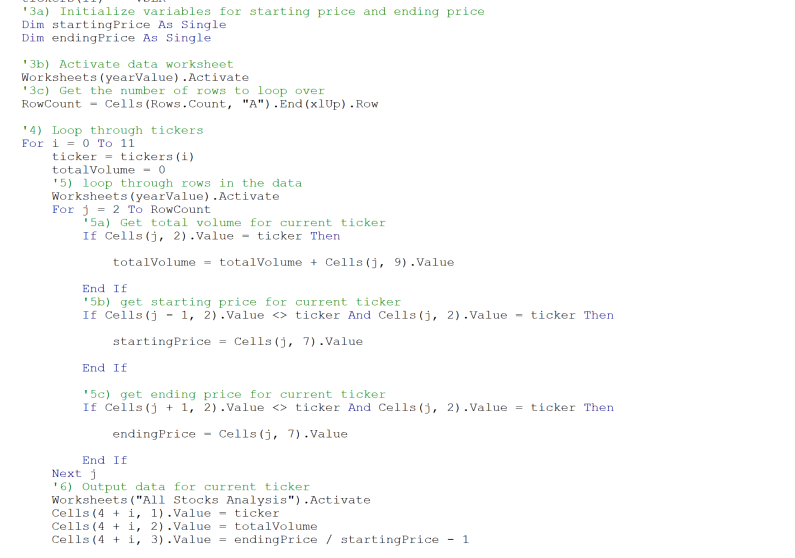 '3a) Initialize variables for starting price and ending price
Dim startingPrice As Single
Dim endingPrice As Single
'3b) Activate data worksheet
Worksheets(yearValue).Activate
'3c) Get the number of rows to loop over
RowCount = Cells(Rows.Count, "A").End(xlUp).Row
'4) Loop through tickers
For i = 0 To 11
ticker = tickers(i)
totalVolume = 0
'5) loop through rows in the data
Worksheets(yearValue).Activate
For j = 2 To RowCount
'5a) Get total volume for current ticker
If Cells(j, 2).Value = ticker Then
totalVolume = totalVolume + Cells(j, 9).Value
End If
'5b) get starting price for current ticker
If Cells(j - 1, 2).Value <> ticker And Cells(j, 2).Value = ticker Then
startingPrice = Cells(j, 7).Value
End If
'5c) get ending price for current ticker
If Cells(j + 1, 2).Value <> ticker And Cells(j, 2).Value = ticker Then
endingPrice = Cells(j, 7).Value
End If
Next j
'6) Output data for current ticker
Worksheets("All Stocks Analysis").Activate
Cells(4 + i, 1).Value = ticker
Cells(4 + i, 2).Value = totalVolume
Cells(4 + i, 3).Value = endingPrice / startingPrice - 1